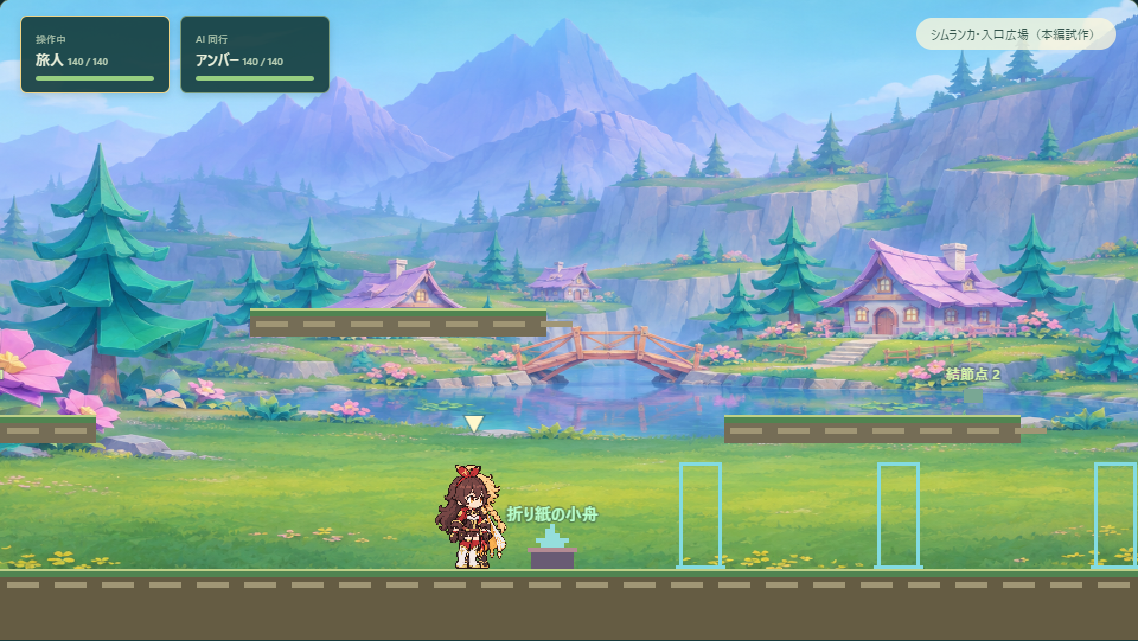 操作中
旅人 140 / 140
AI 同行
アンバー 140 / 140
シムランカ・入口広場（本編試作）
結節点 2
折り紙の小舟